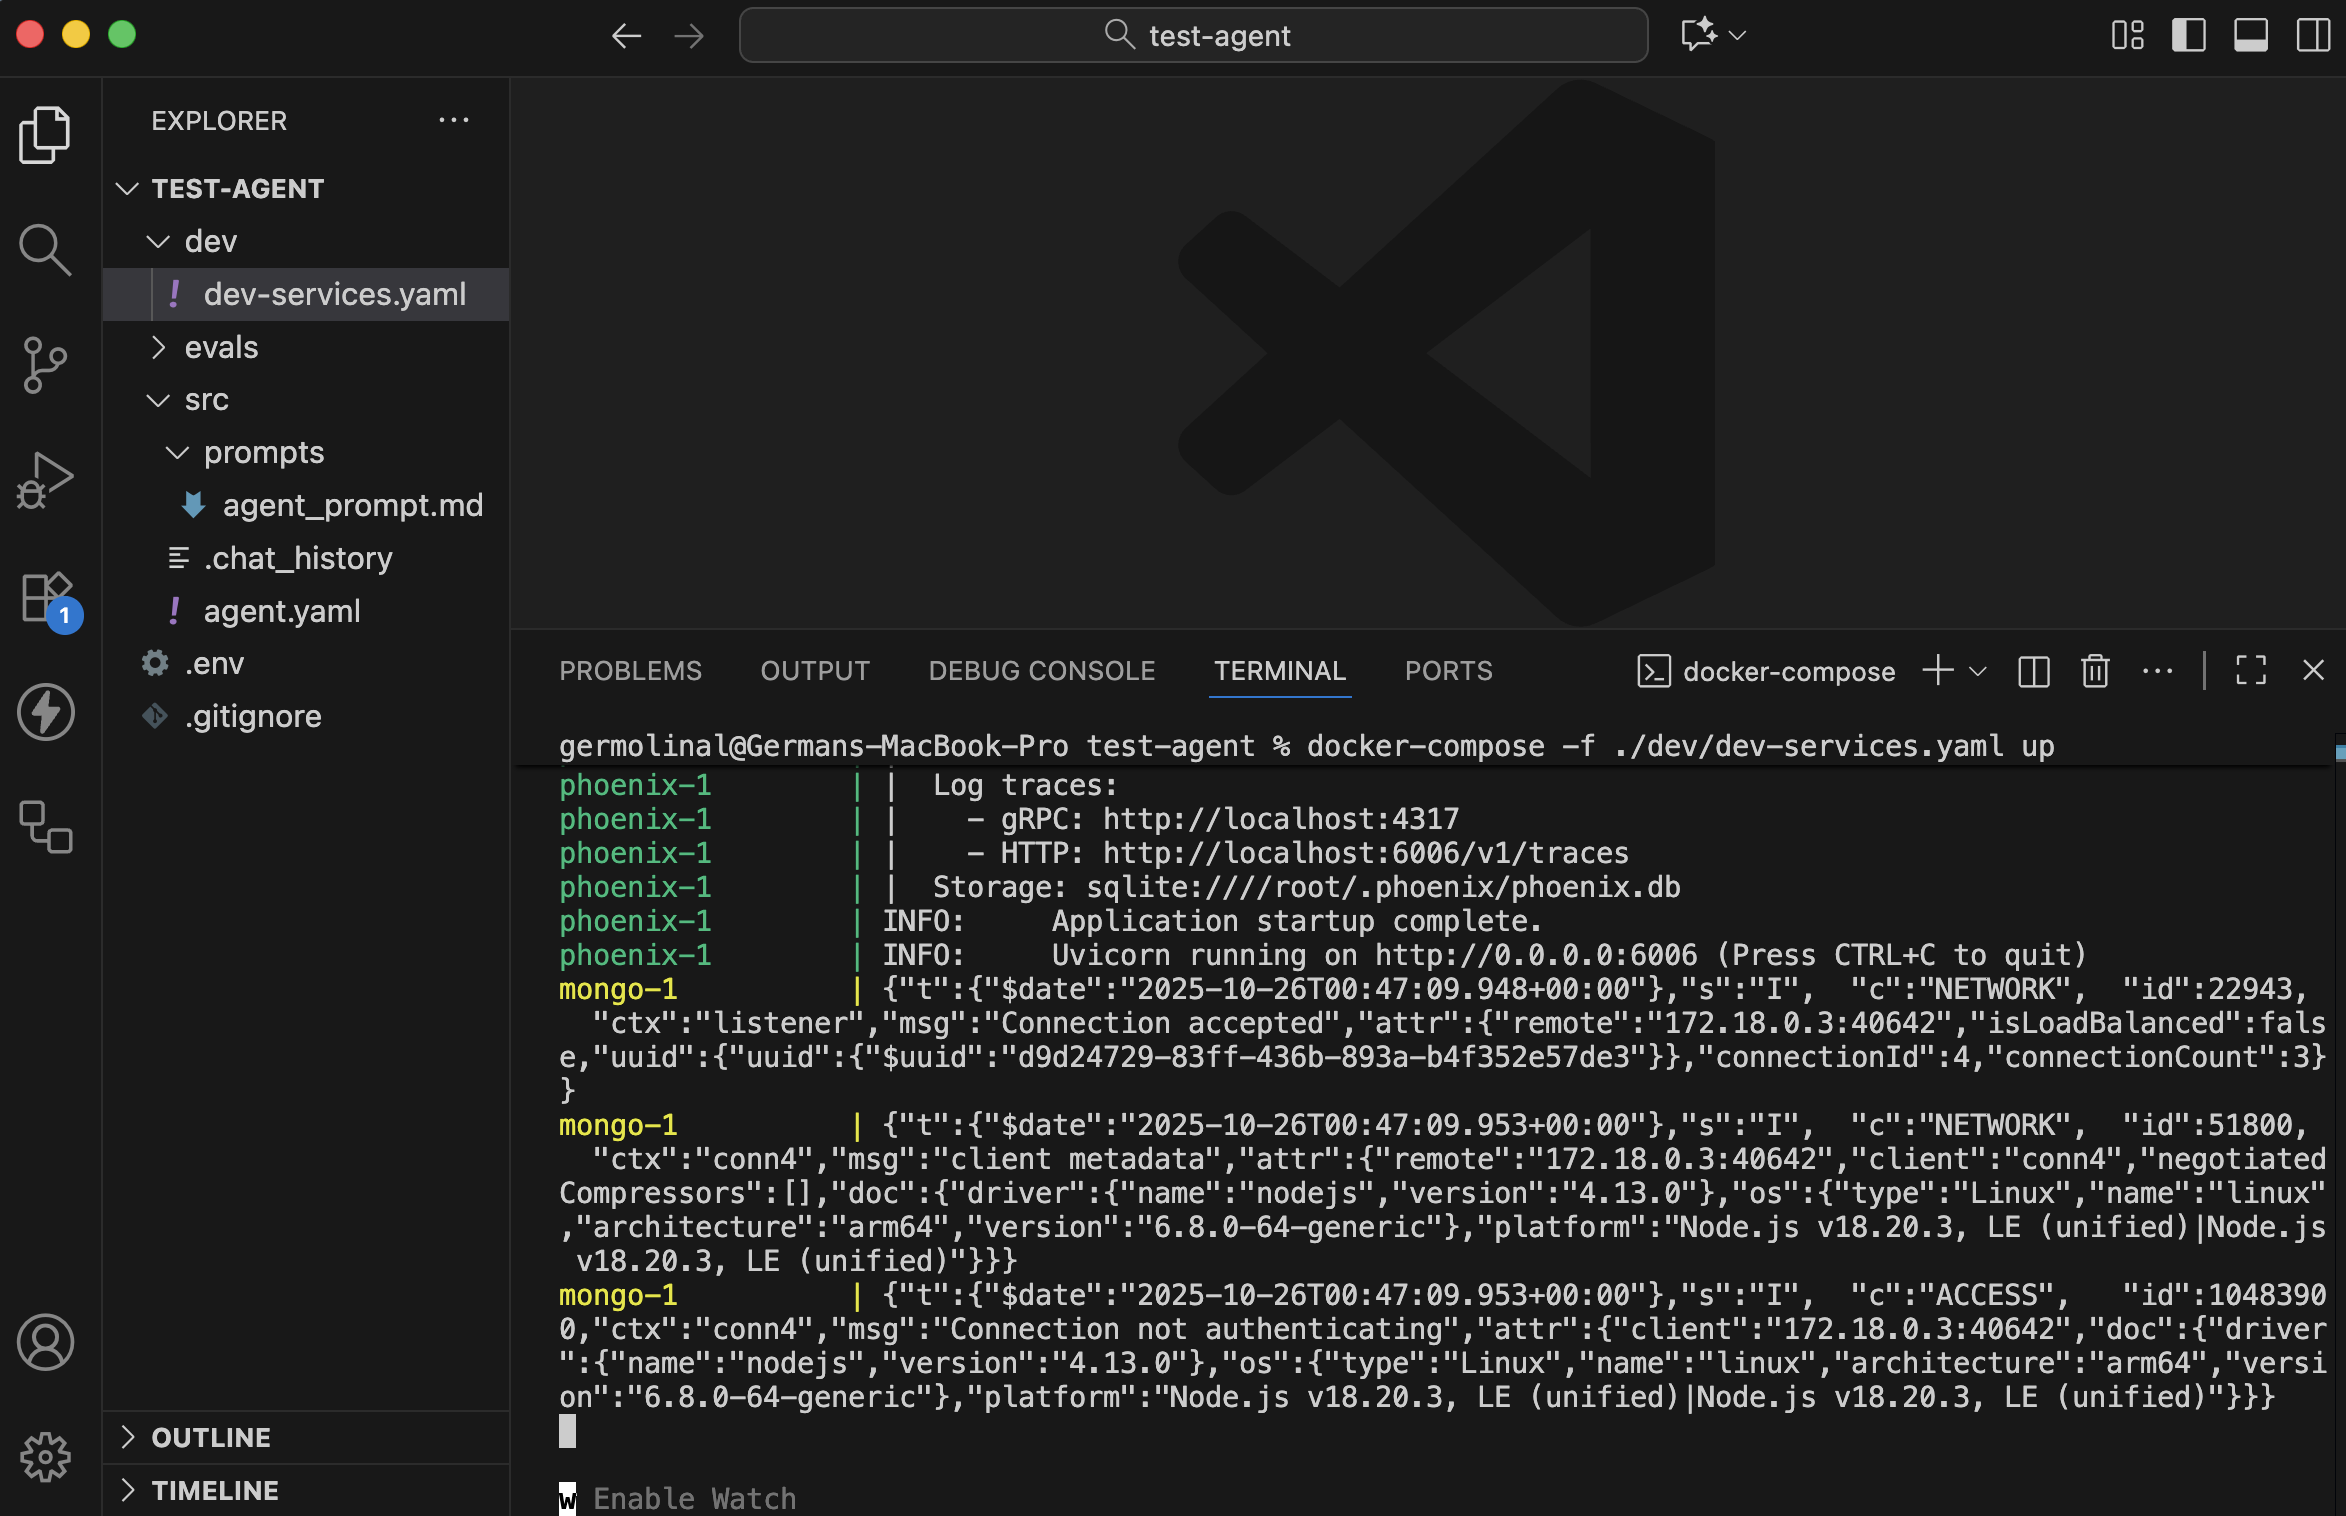 test-agent
EXPLORER
TEST-AGENT
dev
! dev-services.yaml
evals
src
prompts
agent_prompt.md
.chat_history
! agent.yaml
.env
.gitignore
1
OUTLINE
TIMELINE
PROBLEMS OUTPUT DEBUG CONSOLE TERMINAL PORTS docker-compose
germolinal@Germans-MacBook-Pro test-agent % docker-compose -f ./dev/dev-services.yaml up
phoenix-1 | | Log traces:
phoenix-1 | | - gRPC: http://localhost:4317
phoenix-1 | | - HTTP: http://localhost:6006/v1/traces
phoenix-1 | | Storage: sqlite:////root/.phoenix/phoenix.db
phoenix-1 | INFO: Application startup complete.
phoenix-1 | INFO: Uvicorn running on http://0.0.0.0:6006 (Press CTRL+C to quit)
mongo-1 | {"t":{"$date":"2025-10-26T00:47:09.948+00:00"},"s":"I", "c":"NETWORK", "id":22943,
"ctx":"listener","msg":"Connection accepted","attr":{"remote":"172.18.0.3:40642","isLoadBalanced":fals
e,"uuid":{"uuid":{"$uuid":"d9d24729-83ff-436b-893a-b4f352e57de3"}},"connectionId":4,"connectionCount":3}
}
mongo-1 | {"t":{"$date":"2025-10-26T00:47:09.953+00:00"},"s":"I", "c":"NETWORK", "id":51800,
"ctx":"conn4","msg":"client metadata","attr":{"remote":"172.18.0.3:40642","client":"conn4","negotiated
Compressors":[],"doc":{"driver":{"name":"nodejs","version":"4.13.0"},"os":{"type":"Linux","name":"linux"
,"architecture":"arm64","version":"6.8.0-64-generic"},"platform":"Node.js v18.20.3, LE (unified)|Node.js
v18.20.3, LE (unified)"}}}
mongo-1 | {"t":{"$date":"2025-10-26T00:47:09.953+00:00"},"s":"I", "c":"ACCESS", "id":1048390
0,"ctx":"conn4","msg":"Connection not authenticating","attr":{"client":"172.18.0.3:40642","doc":{"driver
":{"name":"nodejs","version":"4.13.0"},"os":{"type":"Linux","name":"linux","architecture":"arm64","versi
on":"6.8.0-64-generic"},"platform":"Node.js v18.20.3, LE (unified)|Node.js v18.20.3, LE (unified)"}}}
w Enable Watch